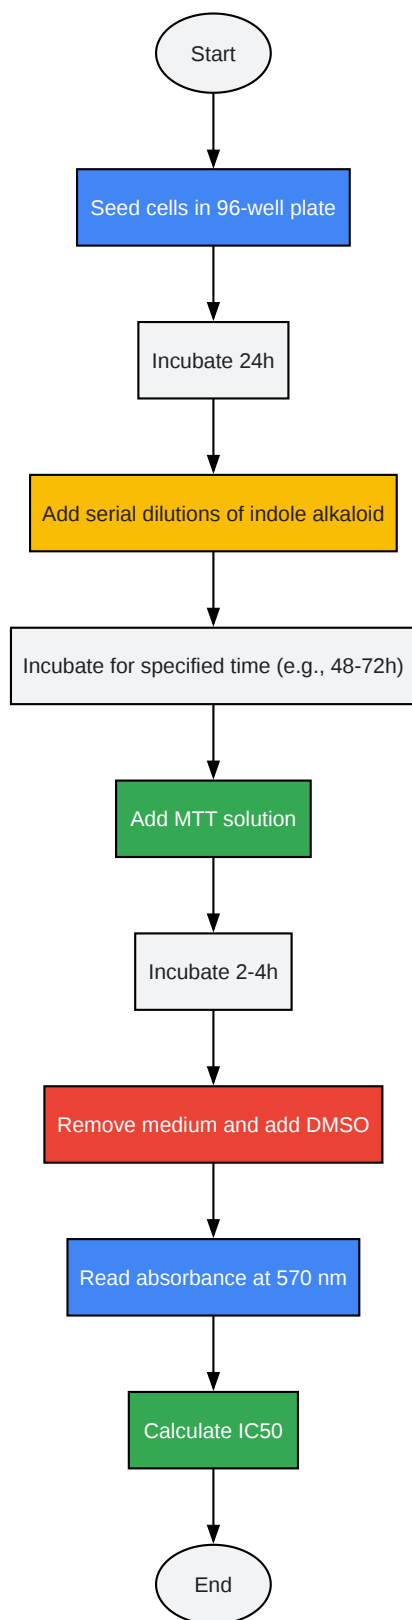 Start
Seed cells in 96-well plate
Incubate 24h
Add serial dilutions of indole alkaloid
Incubate for specified time (e.g., 48-72h)
Add MTT solution
Incubate 2-4h
Remove medium and add DMSO
Read absorbance at 570 nm
Calculate IC50
End